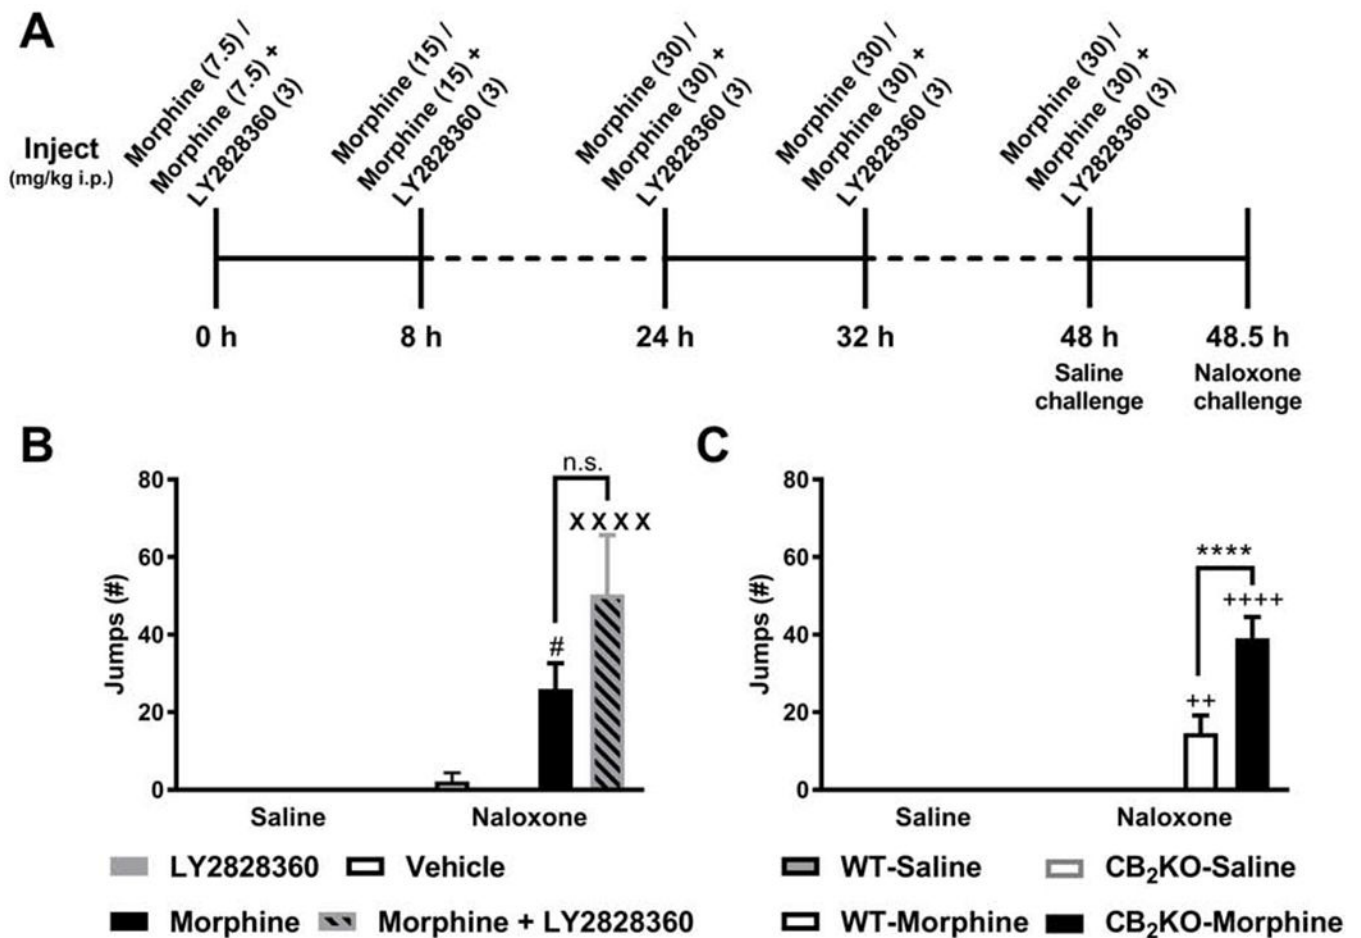 A
Inject
(mg/kg i.p.)
Morphine (7.5) /
Morphine (7.5) +
LY2828360 (3)
Morphine (15) /
Morphine (15) +
LY2828360 (3)
Morphine (30) /
Morphine (30) +
LY2828360 (3)
Morphine (30) /
Morphine (30) +
LY2828360 (3)
Morphine (30) /
Morphine (30) +
LY2828360 (3)
0 h
8 h
24 h
32 h
48 h
Saline
challenge
48.5 h
Naloxone
challenge
B
Jumps (#)
80
60
40
20
0
n.s.
X X X X
#
Saline
Naloxone
LY2828360
Vehicle
Morphine
Morphine + LY2828360
C
Jumps (#)
80
60
40
20
0
****
++++
++
Saline
Naloxone
WT-Saline
CB₂KO-Saline
WT-Morphine
CB₂KO-Morphine